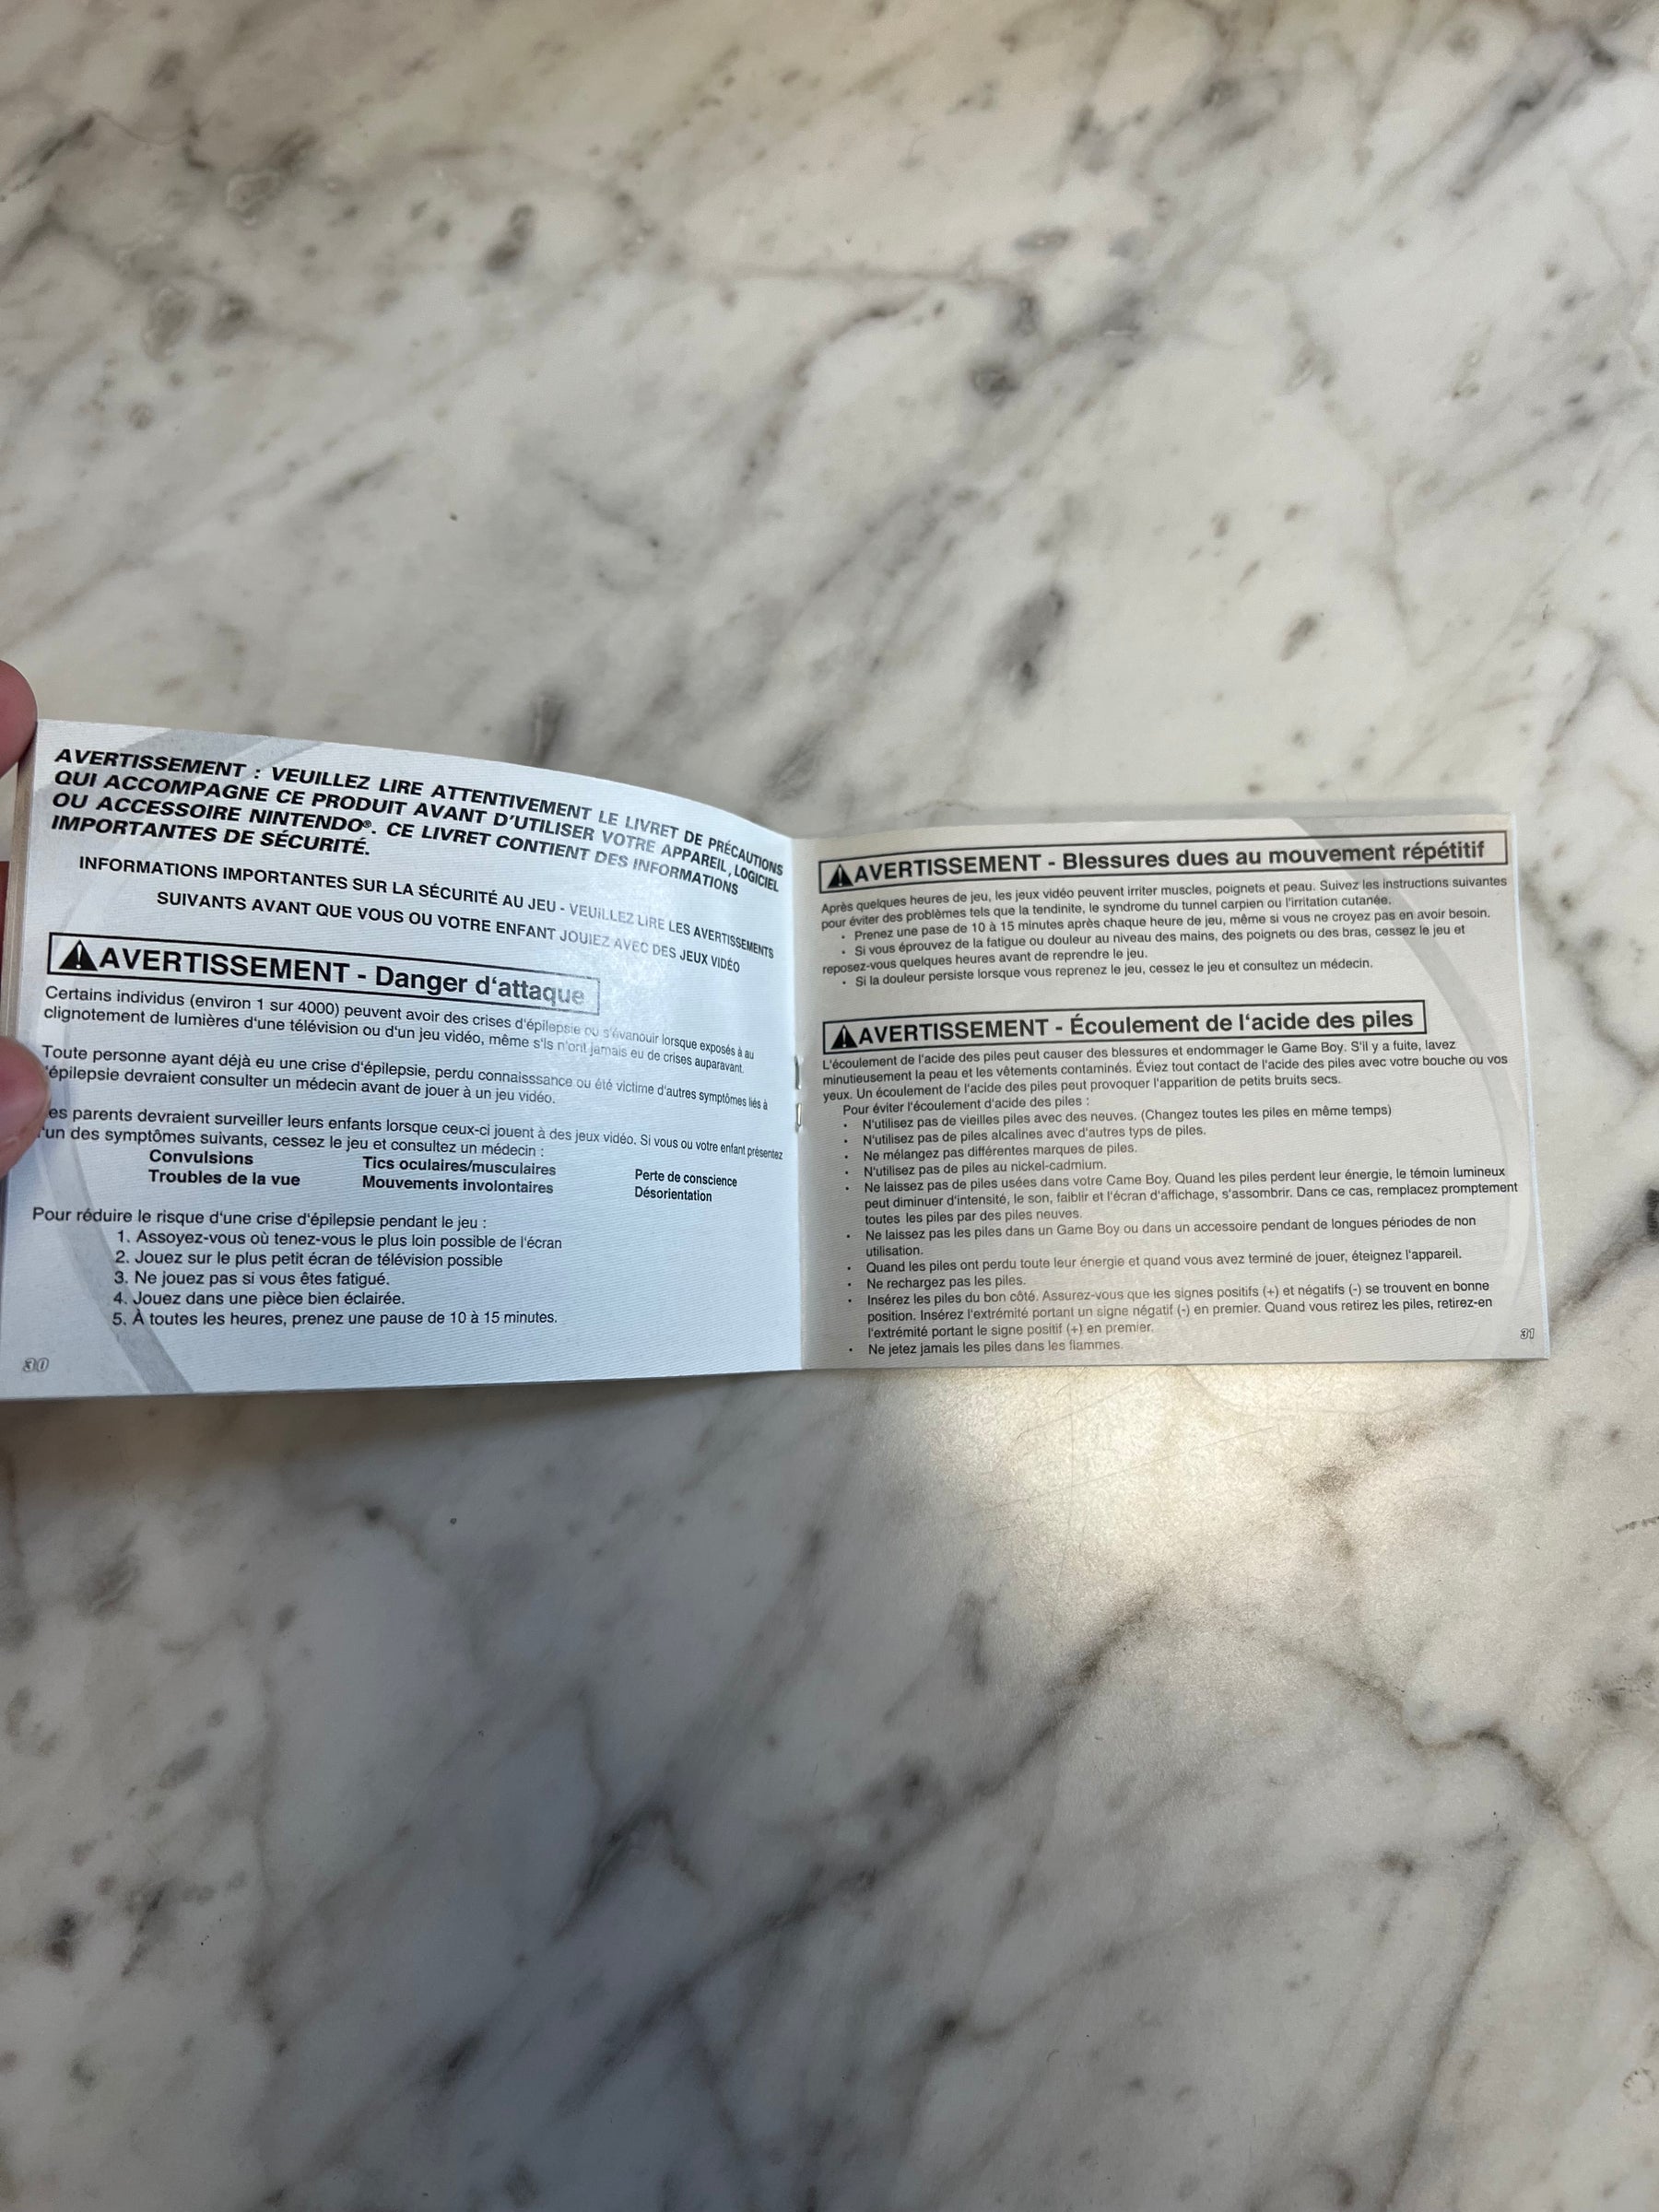 AVERTISSEMENT : VEUILLEZ LIRE ATTENTIVEMENT LE LIVRET DE PRÉCAUTIONS
QUI ACCOMPAGNE CE PRODUIT AVANT D'UTILISER VOTRE APPAREIL, LOGICIEL
OU ACCESSOIRE NINTENDO®. CE LIVRET CONTIENT DES INFORMATIONS
IMPORTANTES DE SÉCURITÉ.
INFORMATIONS IMPORTANTES SUR LA SÉCURITÉ AU JEU - VEUILLEZ LIRE LES AVERTISSEMENTS
SUIVANTS AVANT QUE VOUS OU VOTRE ENFANT JOUIEZ AVEC DES JEUX VIDÉO
AVERTISSEMENT - Danger d'attaque
Certains individus (environ 1 sur 4000) peuvent avoir des crises d'épilepsie ou s'évanouir lorsque exposés à au
clignotement de lumières d'une télévision ou d'un jeu vidéo, même s'ils n'ont jamais eu de crises auparavant.
Toute personne ayant déjà eu une crise d'épilepsie, perdu connaisssance ou été victime d'autres symptômes liés à
'épilepsie devraient consulter un médecin avant de jouer à un jeu vidéo.
es parents devraient surveiller leurs enfants lorsque ceux-ci jouent à des jeux vidéo. Si vous ou votre enfant présentez
'un des symptômes suivants, cessez le jeu et consultez un médecin :
Convulsions Tics oculaires/musculaires Perte de conscience
Troubles de la vue Mouvements involontaires Désorientation
Pour réduire le risque d'une crise d'épilepsie pendant le jeu :
1. Assoyez-vous où tenez-vous le plus loin possible de l'écran
2. Jouez sur le plus petit écran de télévision possible
3. Ne jouez pas si vous êtes fatigué.
4. Jouez dans une pièce bien éclairée.
5. À toutes les heures, prenez une pause de 10 à 15 minutes.
30
AVERTISSEMENT - Blessures dues au mouvement répétitif
Après quelques heures de jeu, les jeux vidéo peuvent irriter muscles, poignets et peau. Suivez les instructions suivantes
pour éviter des problèmes tels que la tendinite, le syndrome du tunnel carpien ou l'irritation cutanée.
• Prenez une pase de 10 à 15 minutes après chaque heure de jeu, même si vous ne croyez pas en avoir besoin.
• Si vous éprouvez de la fatigue ou douleur au niveau des mains, des poignets ou des bras, cessez le jeu et
reposez-vous quelques heures avant de reprendre le jeu.
• Si la douleur persiste lorsque vous reprenez le jeu, cessez le jeu et consultez un médecin.
AVERTISSEMENT - Écoulement de l'acide des piles
L'écoulement de l'acide des piles peut causer des blessures et endommager le Game Boy. S'il y a fuite, lavez
minutieusement la peau et les vêtements contaminés. Éviez tout contact de l'acide des piles avec votre bouche ou vos
yeux. Un écoulement de l'acide des piles peut provoquer l'apparition de petits bruits secs.
Pour éviter l'écoulement d'acide des piles :
• N'utilisez pas de vieilles piles avec des neuves. (Changez toutes les piles en même temps)
• N'utilisez pas de piles alcalines avec d'autres typs de piles.
• Ne mélangez pas différentes marques de piles.
• N'utilisez pas de piles au nickel-cadmium.
• Ne laissez pas de piles usées dans votre Came Boy. Quand les piles perdent leur énergie, le témoin lumineux
peut diminuer d'intensité, le son, faiblir et l'écran d'affichage, s'assombrir. Dans ce cas, remplacez promptement
toutes les piles par des piles neuves.
• Ne laissez pas les piles dans un Game Boy ou dans un accessoire pendant de longues périodes de non
utilisation.
• Quand les piles ont perdu toute leur énergie et quand vous avez terminé de jouer, éteignez l'appareil.
• Ne rechargez pas les piles.
• Insérez les piles du bon côté. Assurez-vous que les signes positifs (+) et négatifs (-) se trouvent en bonne
position. Insérez l'extrémité portant un signe négatif (-) en premier. Quand vous retirez les piles, retirez-en
l'extrémité portant le signe positif (+) en premier.
• Ne jetez jamais les piles dans les flammes.
31